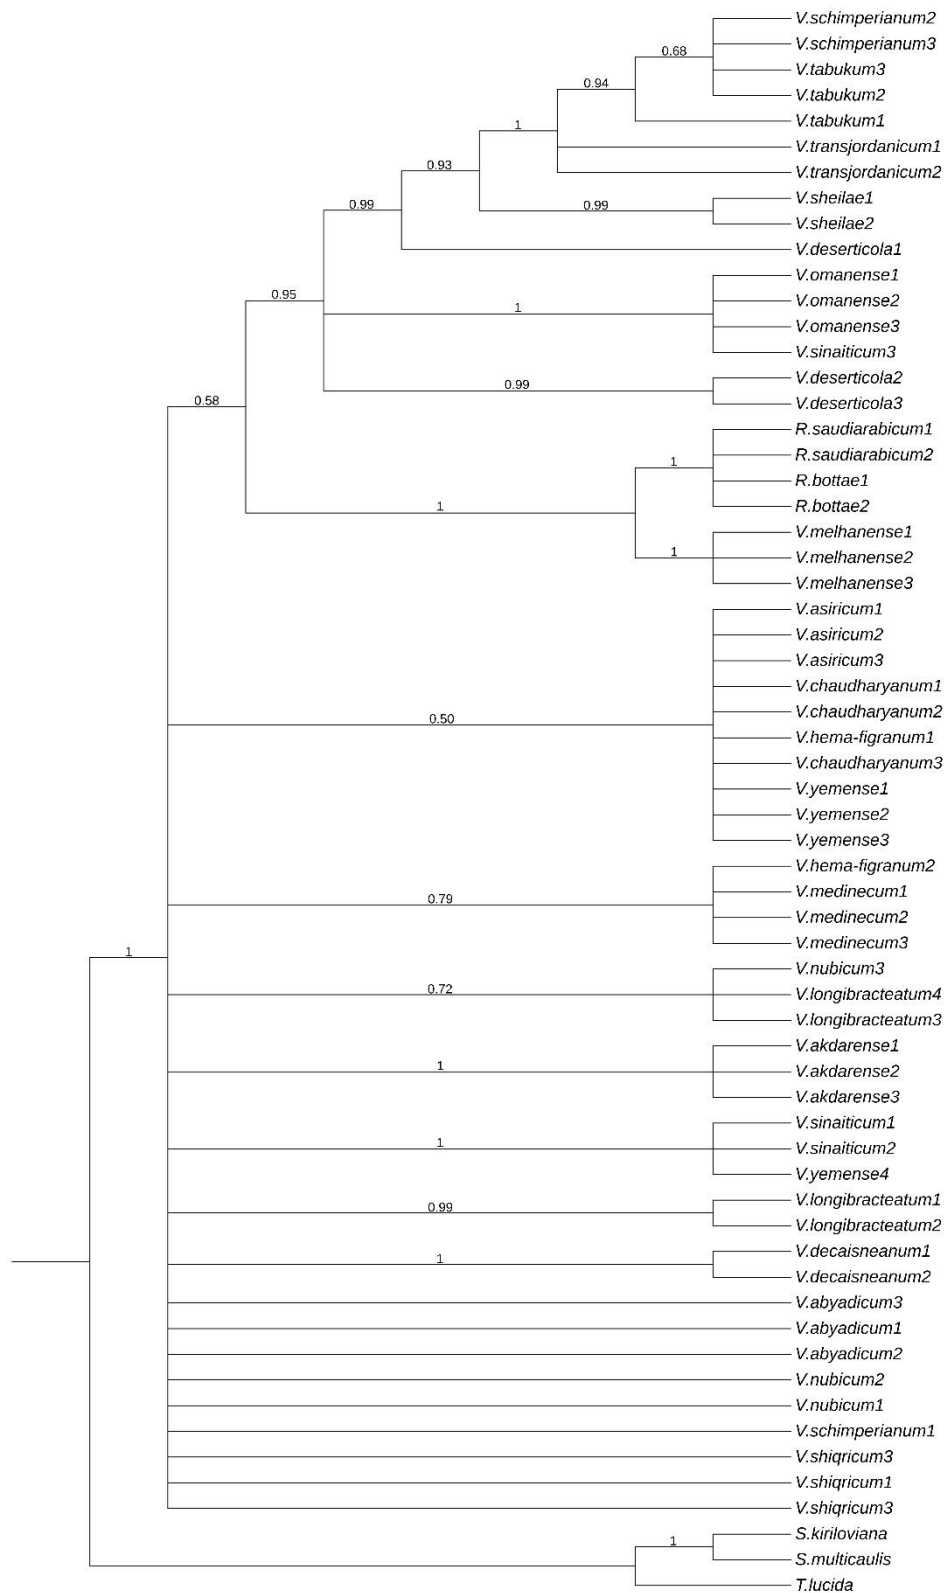 V.schimperianum2
V.schimperianum3
0.68
V.tabukum3
0.94
V.tabukum2
V.tabukum1
1
V.transjordanicum1
0.93
V.transjordanicum2
V.sheilae1
0.99
0.99
V.sheilae2
V.deserticola1
V.omanense1
0.95
V.omanense2
1
V.omanense3
V.sinaiticum3
V.deserticola2
0.99
0.58
V.deserticola3
R.saudiarabicum1
R.saudiarabicum2
1
R.bottae1
1
R.bottae2
V.melhanense1
1
V.melhanense2
V.melhanense3
V.asiricum1
V.asiricum2
V.asiricum3
V.chaudharyanum1
V.chaudharyanum2
0.50
V.hema-figranum1
V.chaudharyanum3
V.yemense1
V.yemense2
V.yemense3
V.hema-figranum2
V.medinecum1
0.79
V.medinecum2
V.medinecum3
1
V.nubicum3
0.72
V.longibracteatum4
V.longibracteatum3
V.akdarense1
1
V.akdarense2
V.akdarense3
V.sinaiticum1
1
V.sinaiticum2
V.yemense4
V.longibracteatum1
0.99
V.longibracteatum2
V.decaisneanum1
1
V.decaisneanum2
V.abyadicum3
V.abyadicum1
V.abyadicum2
V.nubicum2
V.nubicum1
V.schimperianum1
V.shiqricum3
V.shiqricum1
V.shiqricum3
S.kiriloviana
1
S.multicaulis
T.lucida